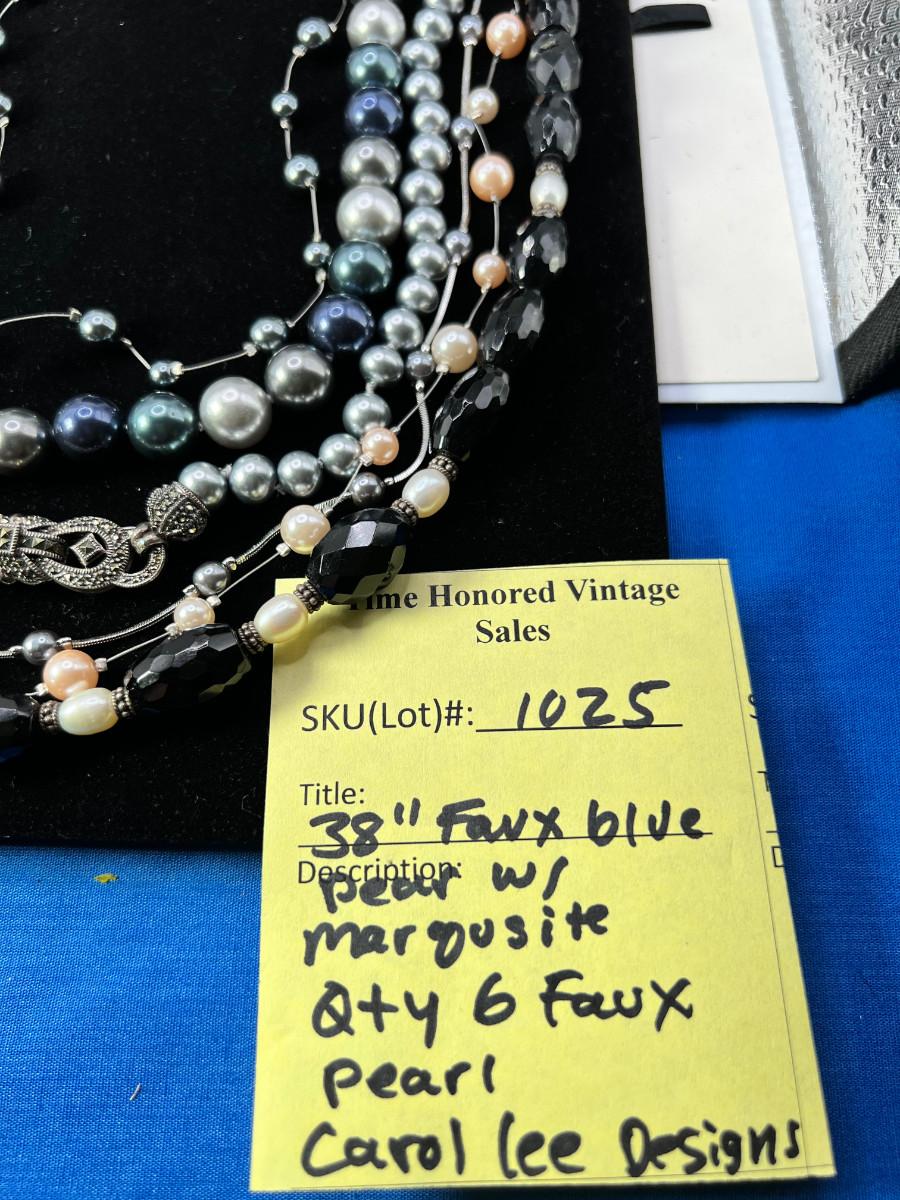 Time Honored Vintage
Sales
SKU(Lot)#: 1025
Title:
38" Faux blue
Description:
pear w/
marqusite
Qty 6 Faux
pearl
Carol lee Designs